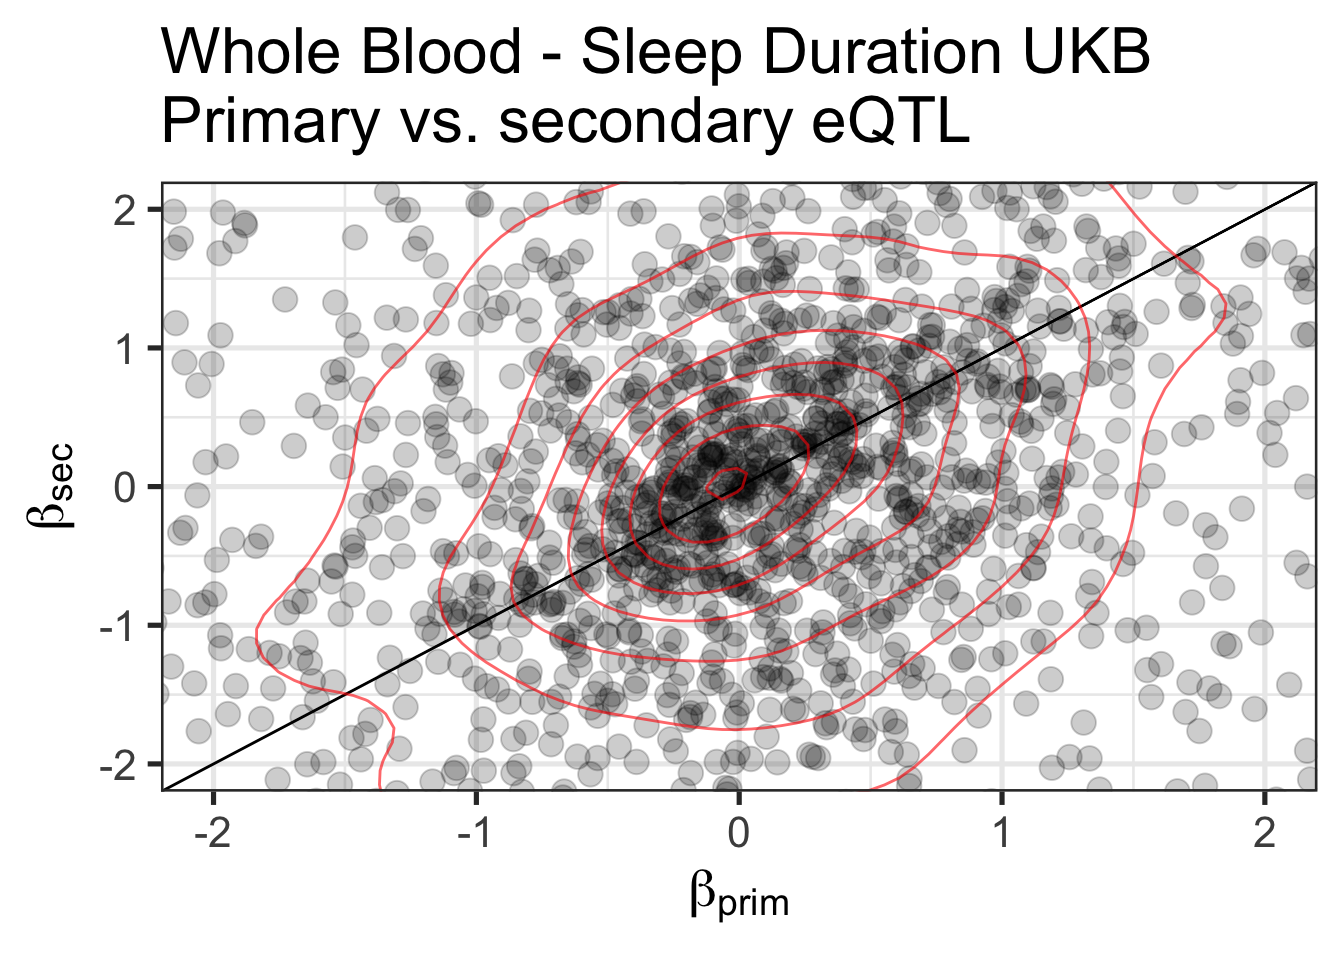 Whole Blood - Sleep Duration UKB
Primary vs. secondary eQTL
2
1
0
-1
-2
βsec
-2 -1 0 1 2
βprim